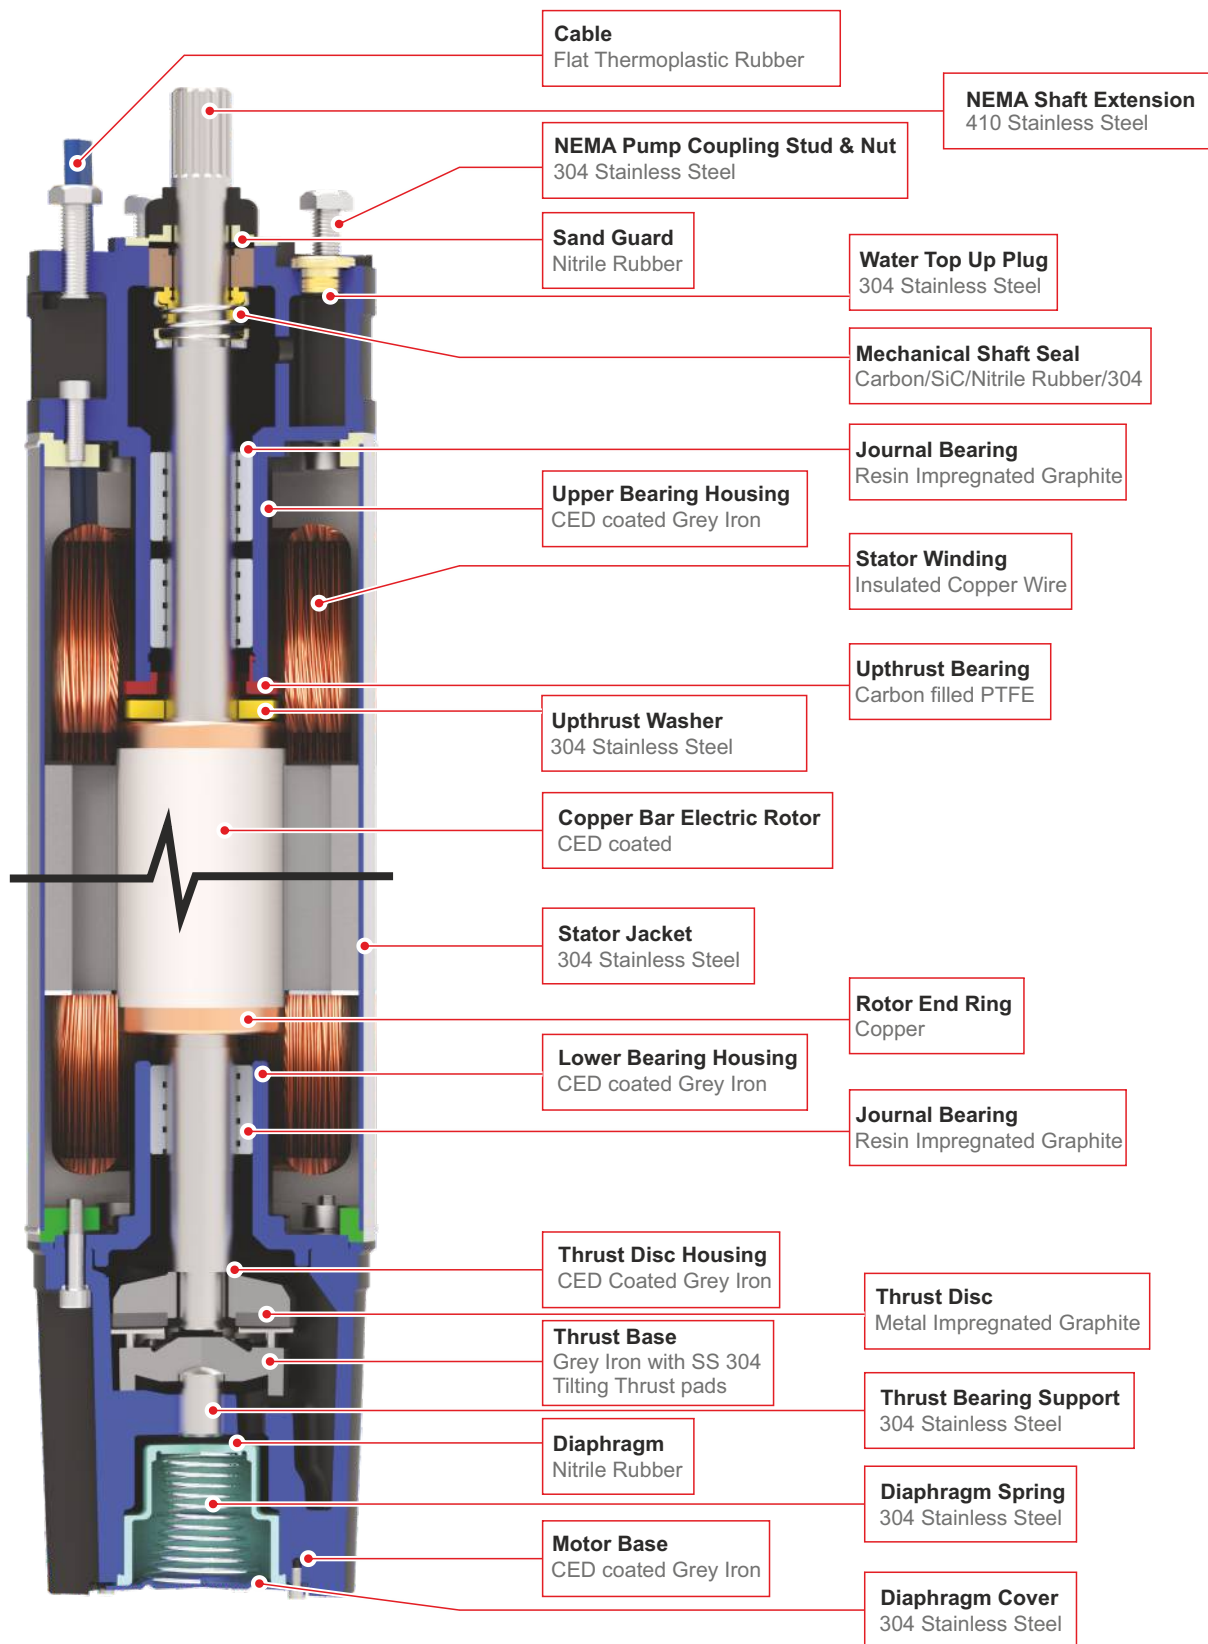 Cable
Flat Thermoplastic Rubber
NEMA Shaft Extension
410 Stainless Steel
NEMA Pump Coupling Stud & Nut
304 Stainless Steel
Sand Guard
Nitrile Rubber
Water Top Up Plug
304 Stainless Steel
Mechanical Shaft Seal
Carbon/SiC/Nitrile Rubber/304
Journal Bearing
Resin Impregnated Graphite
Upper Bearing Housing
CED coated Grey Iron
Stator Winding
Insulated Copper Wire
Upthrust Bearing
Carbon filled PTFE
Upthrust Washer
304 Stainless Steel
Copper Bar Electric Rotor
CED coated
Stator Jacket
304 Stainless Steel
Rotor End Ring
Copper
Lower Bearing Housing
CED coated Grey Iron
Journal Bearing
Resin Impregnated Graphite
Thrust Disc Housing
CED Coated Grey Iron
Thrust Disc
Metal Impregnated Graphite
Thrust Base
Grey Iron with SS 304
Tilting Thrust pads
Thrust Bearing Support
304 Stainless Steel
Diaphragm
Nitrile Rubber
Diaphragm Spring
304 Stainless Steel
Motor Base
CED coated Grey Iron
Diaphragm Cover
304 Stainless Steel